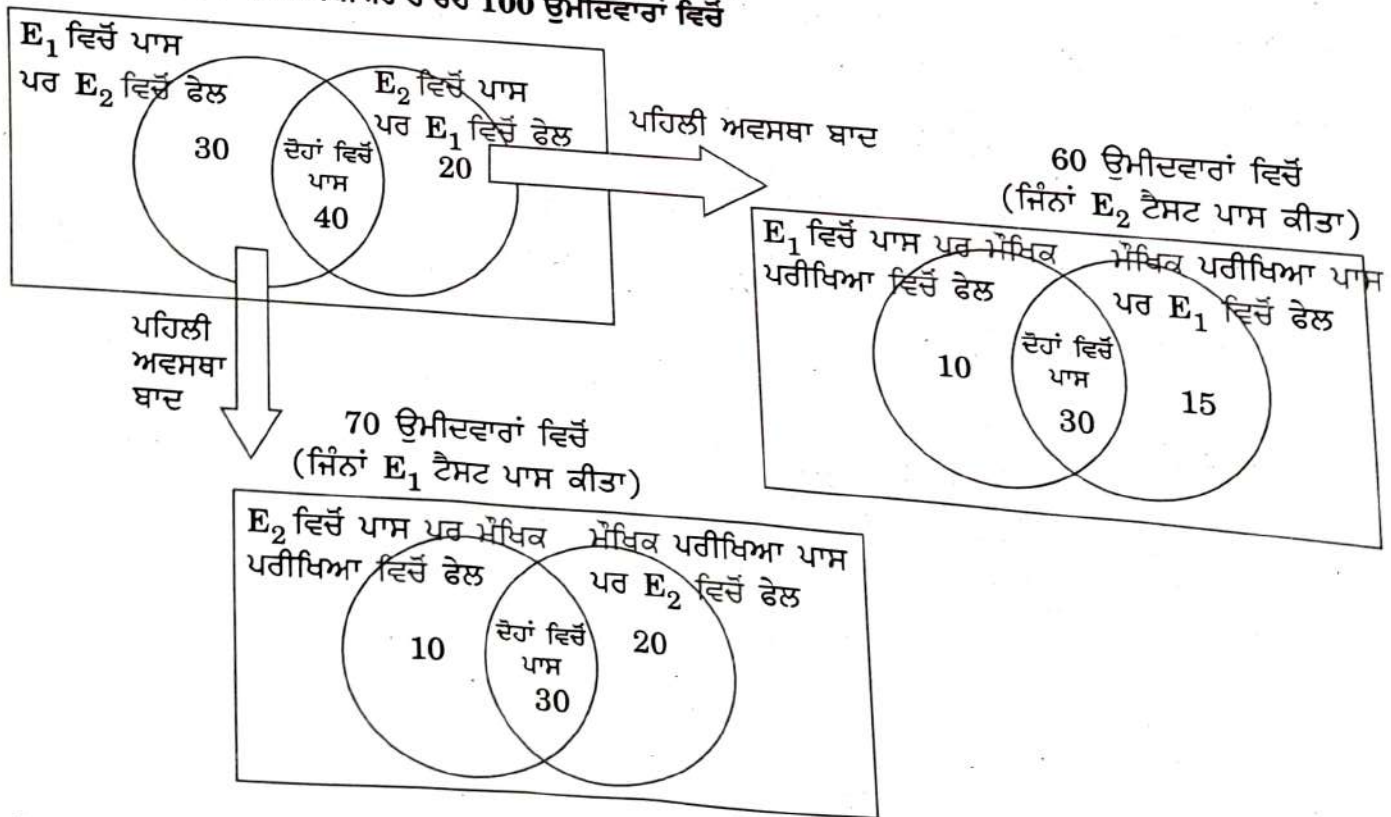 100 ਉਮੀਦਵਾਰਾਂ ਵਿਚੋਂ
E₁ ਵਿਚੋਂ ਪਾਸ
ਪਰ E₂ ਵਿਚੋਂ ਫੇਲ
30
ਦੋਹਾਂ ਵਿਚੋਂ
ਪਾਸ
40
E₂ ਵਿਚੋਂ ਪਾਸ
ਪਰ E₁ ਵਿਚੋਂ ਫੇਲ
20
ਪਹਿਲੀ ਅਵਸਥਾ ਬਾਦ
60 ਉਮੀਦਵਾਰਾਂ ਵਿਚੋਂ
(ਜਿੰਨਾਂ E₂ ਟੈਸਟ ਪਾਸ ਕੀਤਾ)
E₁ ਵਿਚੋਂ ਪਾਸ ਪਰ ਮੌਖਿਕ
ਪਰੀਖਿਆ ਵਿਚੋਂ ਫੇਲ
10
ਦੋਹਾਂ ਵਿਚੋਂ
ਪਾਸ
30
ਮੌਖਿਕ ਪਰੀਖਿਆ ਪਾਸ
ਪਰ E₁ ਵਿਚੋਂ ਫੇਲ
15
ਪਹਿਲੀ
ਅਵਸਥਾ
ਬਾਦ
70 ਉਮੀਦਵਾਰਾਂ ਵਿਚੋਂ
(ਜਿੰਨਾਂ E₁ ਟੈਸਟ ਪਾਸ ਕੀਤਾ)
E₂ ਵਿਚੋਂ ਪਾਸ ਪਰ ਮੌਖਿਕ
ਪਰੀਖਿਆ ਵਿਚੋਂ ਫੇਲ
10
ਦੋਹਾਂ ਵਿਚੋਂ
ਪਾਸ
30
ਮੌਖਿਕ ਪਰੀਖਿਆ ਪਾਸ
ਪਰ E₂ ਵਿਚੋਂ ਫੇਲ
20